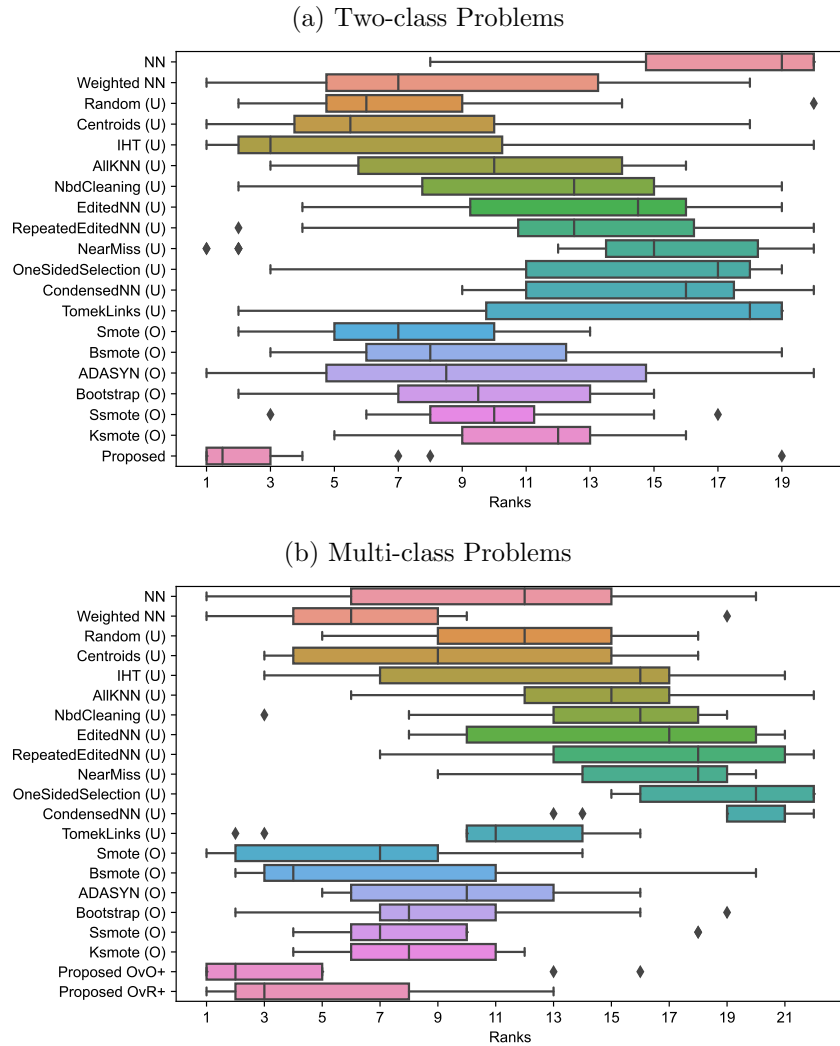 (a) Two-class Problems
NN
Weighted NN
Random (U)
Centroids (U)
IHT (U)
AllKNN (U)
NbdCleaning (U)
EditedNN (U)
RepeatedEditedNN (U)
NearMiss (U)
OneSidedSelection (U)
CondensedNN (U)
TomekLinks (U)
Smote (O)
Bsmote (O)
ADASYN (O)
Bootstrap (O)
Ssmote (O)
Ksmote (O)
Proposed
1 3 5 7 9 11 13 15 17 19
Ranks
(b) Multi-class Problems
NN
Weighted NN
Random (U)
Centroids (U)
IHT (U)
AllKNN (U)
NbdCleaning (U)
EditedNN (U)
RepeatedEditedNN (U)
NearMiss (U)
OneSidedSelection (U)
CondensedNN (U)
TomekLinks (U)
Smote (O)
Bsmote (O)
ADASYN (O)
Bootstrap (O)
Ssmote (O)
Ksmote (O)
Proposed OvO+
Proposed OvR+
1 3 5 7 9 11 13 15 17 19 21
Ranks